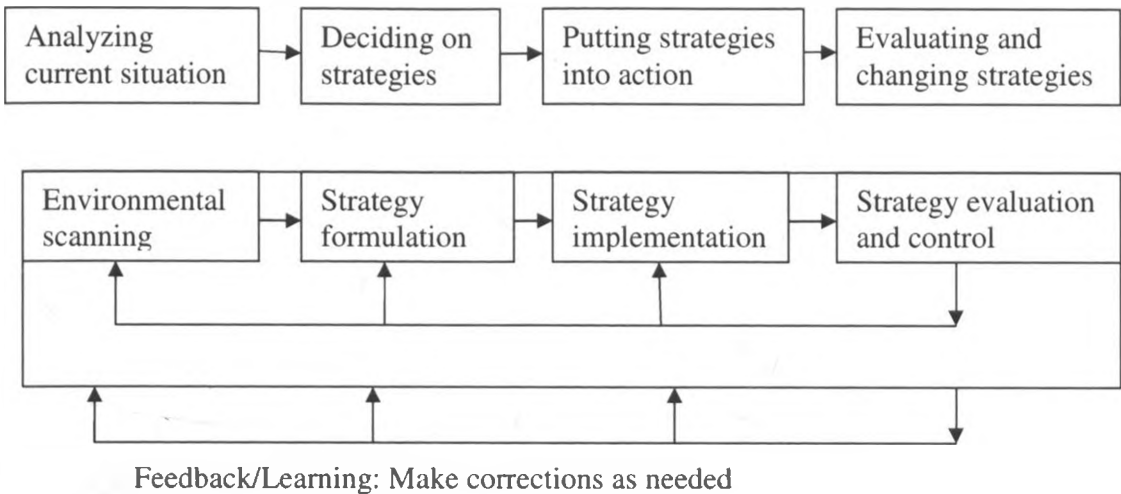 Analyzing
current situation
Deciding on
strategies
Putting strategies
into action
Evaluating and
changing strategies
Environmental
scanning
Strategy
formulation
Strategy
implementation
Strategy evaluation
and control
Feedback/Learning: Make corrections as needed